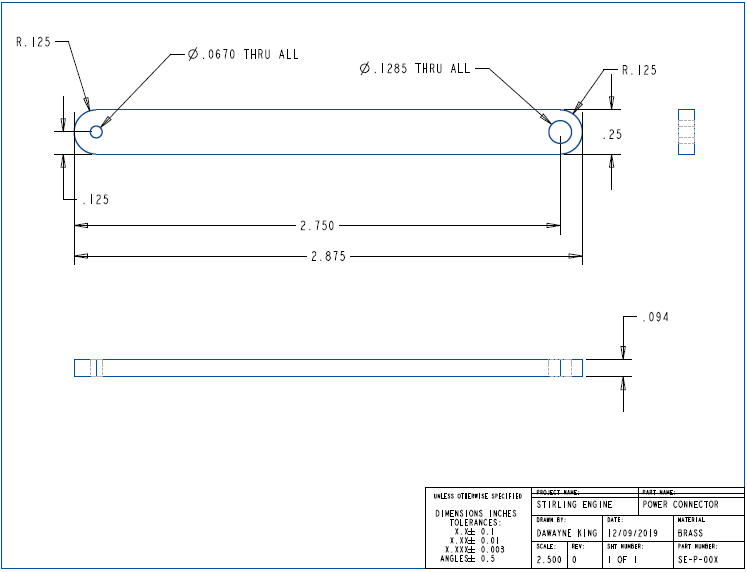 R.125
Ø.0670 THRU ALL
Ø.1285 THRU ALL
R.125
.25
.125
2.750
2.875
.094
UNLESS OTHERWISE SPECIFIED
DIMENSIONS INCHES
TOLERANCES:
X.X± 0.1
X.XX± 0.01
X.XXX± 0.003
ANGLES± 0.5
PROJECT NAME:
STIRLING ENGINE
PART NAME:
POWER CONNECTOR
DRAWN BY:
DAWAYNE KING
DATE:
12/09/2019
MATERIAL
BRASS
SCALE:
2.500
REV:
0
SHT NUMBER:
1 OF 1
PART NUMBER:
SE-P-00X